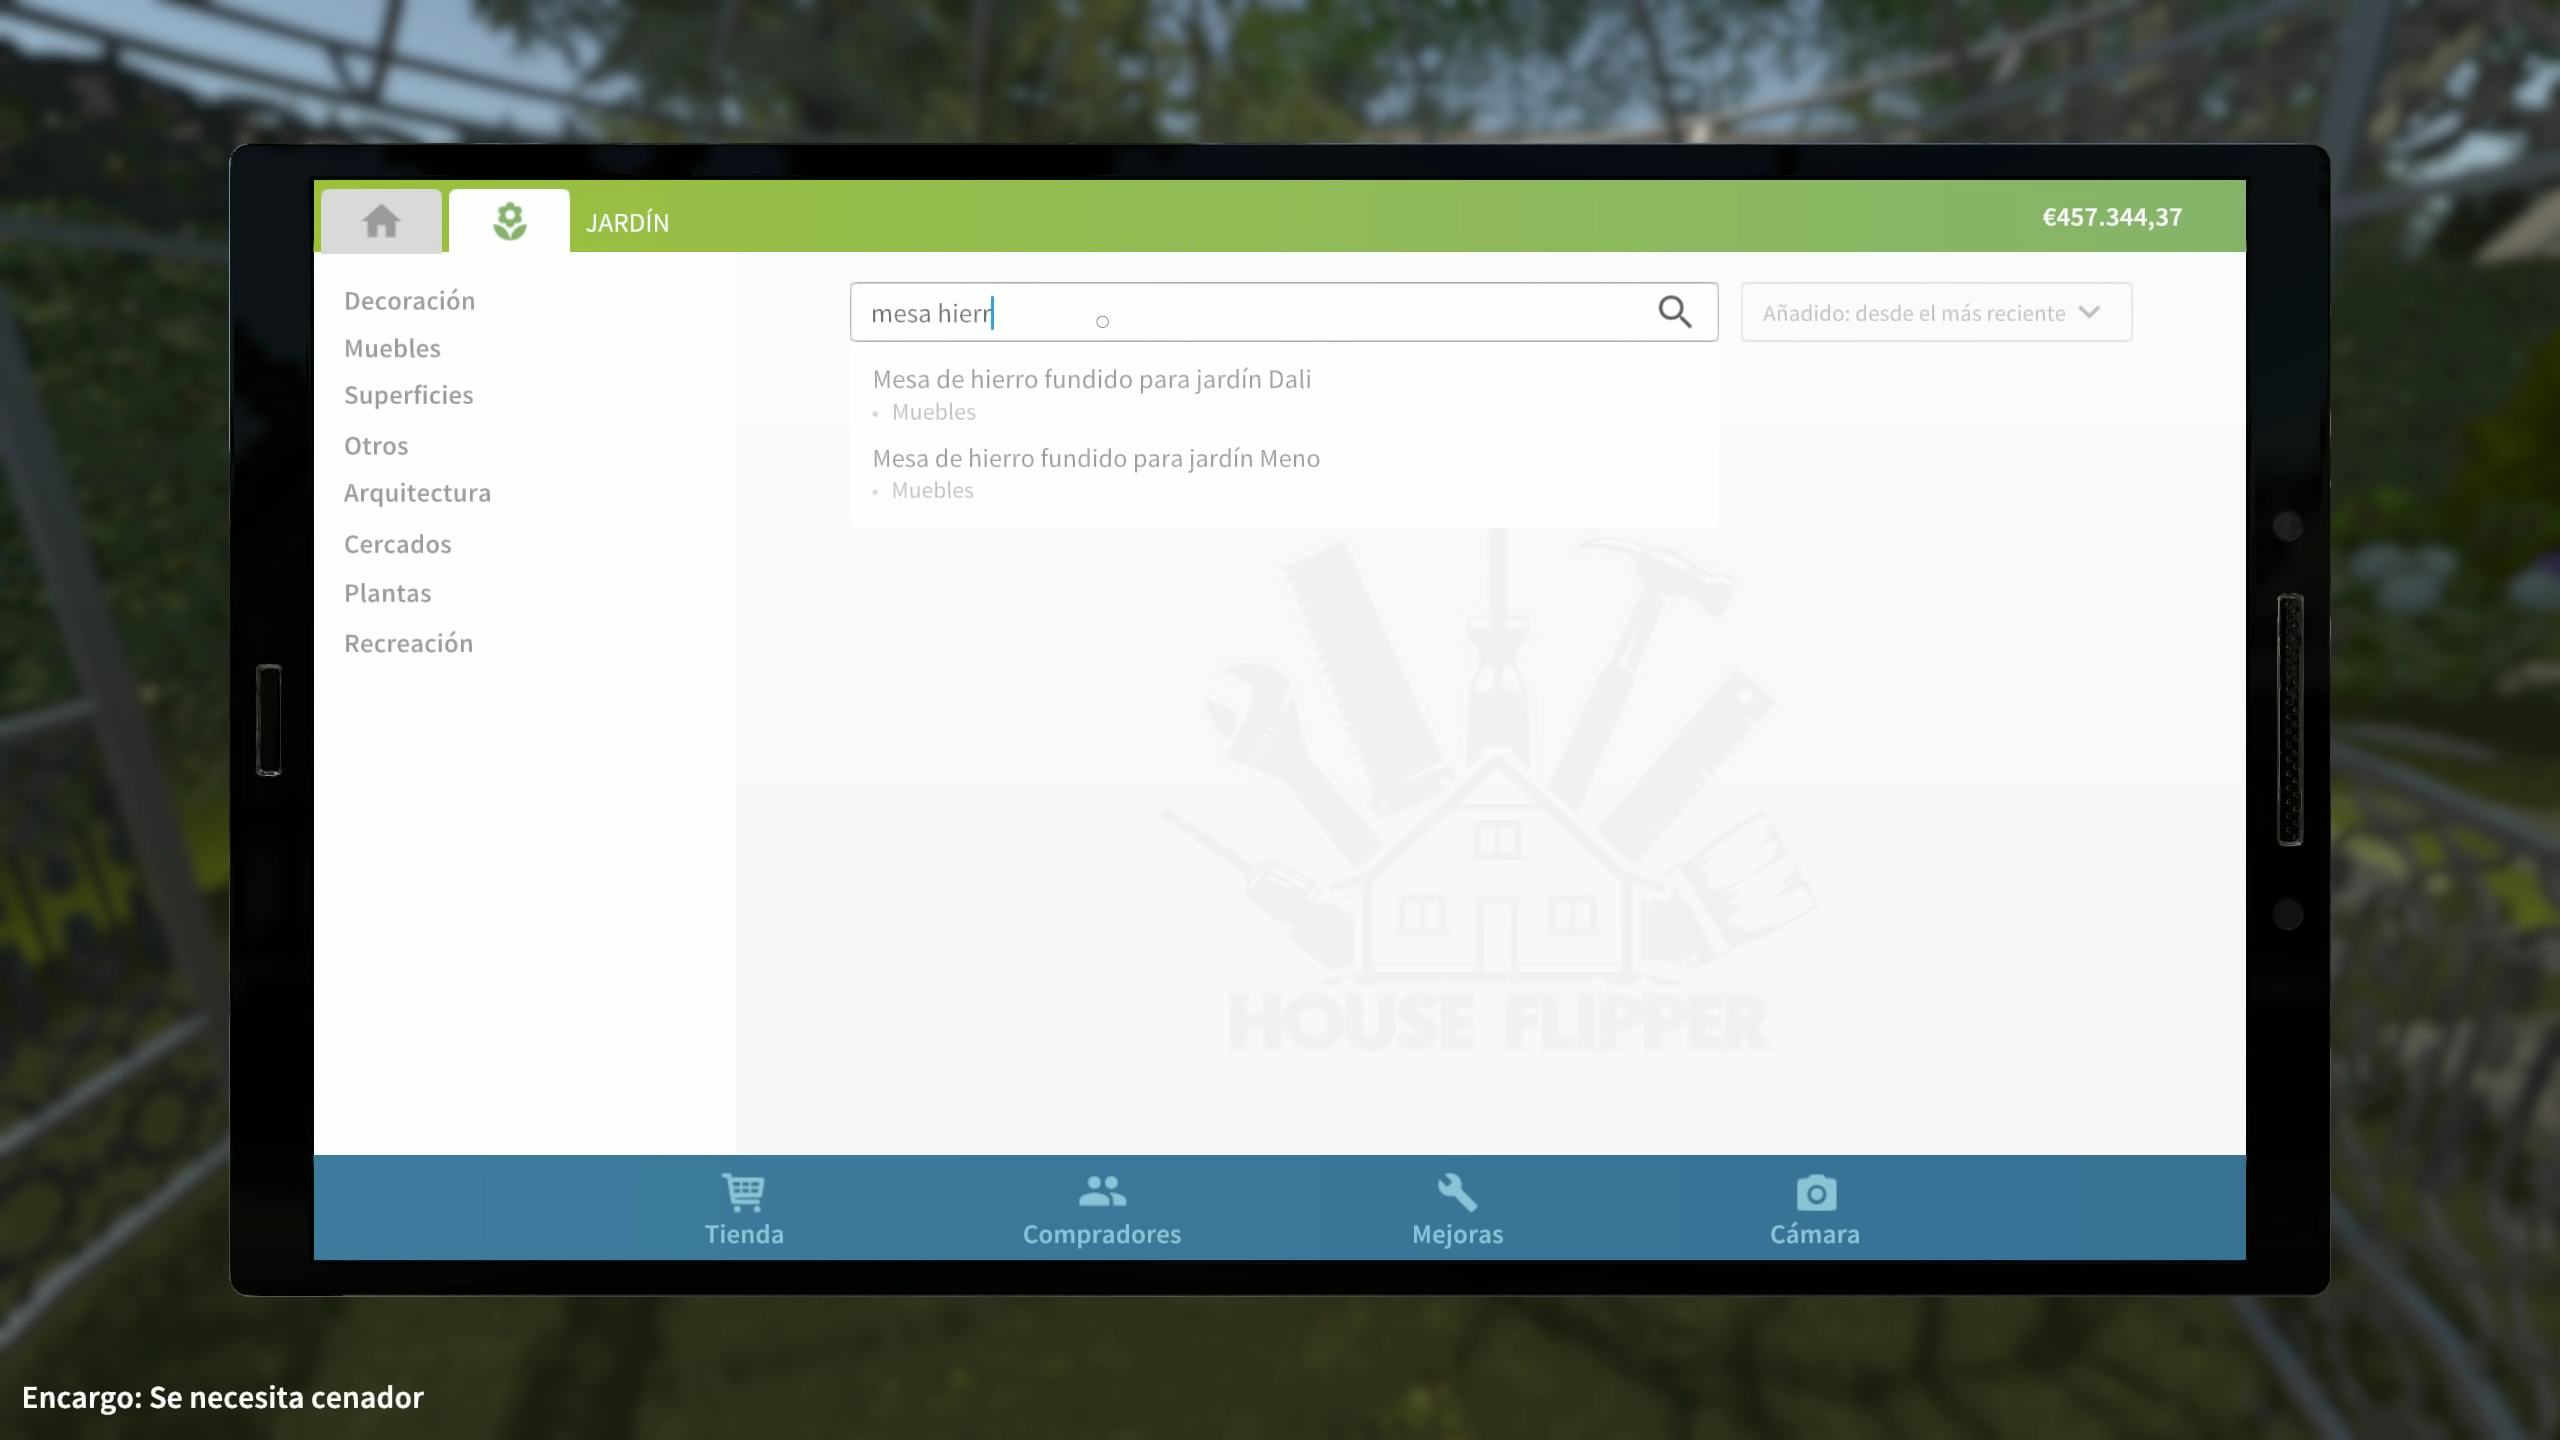 JARDÍN
€457.344,37
Decoración
Muebles
Superficies
Otros
Arquitectura
Cercados
Plantas
Recreación
mesa hierr
Añadido: desde el más reciente
Mesa de hierro fundido para jardín Dali
• Muebles
Mesa de hierro fundido para jardín Meno
• Muebles
HOUSE FLIPPER
Tienda
Compradores
Mejoras
Cámara
Encargo: Se necesita cenador